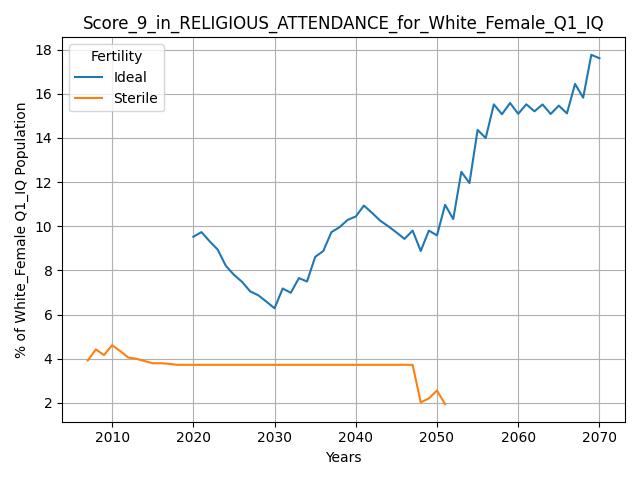 Score_9_in_RELIGIOUS_ATTENDANCE_for_White_Female_Q1_IQ
Fertility
Ideal
Sterile
% of White_Female Q1_IQ Population
18
16
14
12
10
8
6
4
2
2010 2020 2030 2040 2050 2060 2070
Years